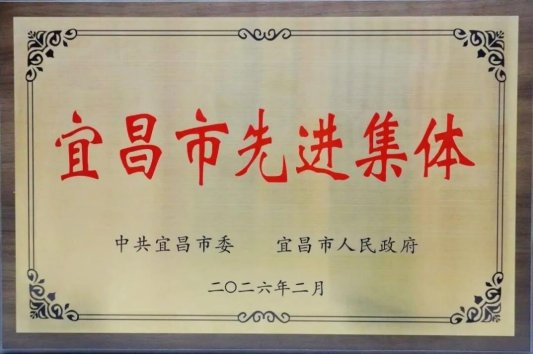 宜昌市先进集体
中共宜昌市委 宜昌市人民政府
二〇二六年二月